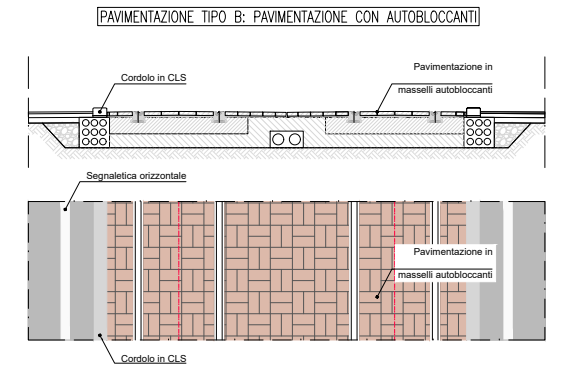 PAVIMENTAZIONE TIPO B: PAVIMENTAZIONE CON AUTOBLOCCANTI
Pavimentazione in
masselli autobloccanti
Cordolo in CLS
Segnaletica orizzontale
Pavimentazione in
masselli autobloccanti
Cordolo in CLS